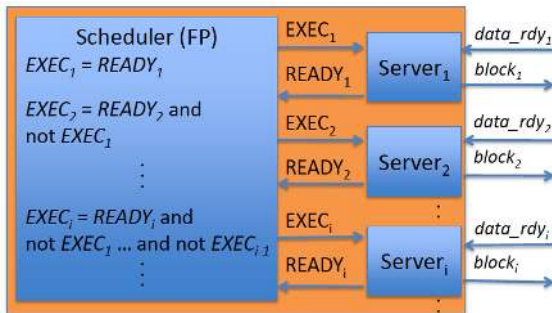 Scheduler (FP)
EXEC₁ = READY₁
EXEC₂ = READY₂ and
not EXEC₁
⋮
EXECᵢ = READYᵢ and
not EXEC₁ ... and not EXECᵢ₋₁
⋮
EXEC₁
READY₁
Server₁
data_rdy₁
block₁
EXEC₂
READY₂
Server₂
data_rdy₂
block₂
⋮
EXECᵢ
READYᵢ
Serverᵢ
data_rdyᵢ
blockᵢ
⋮